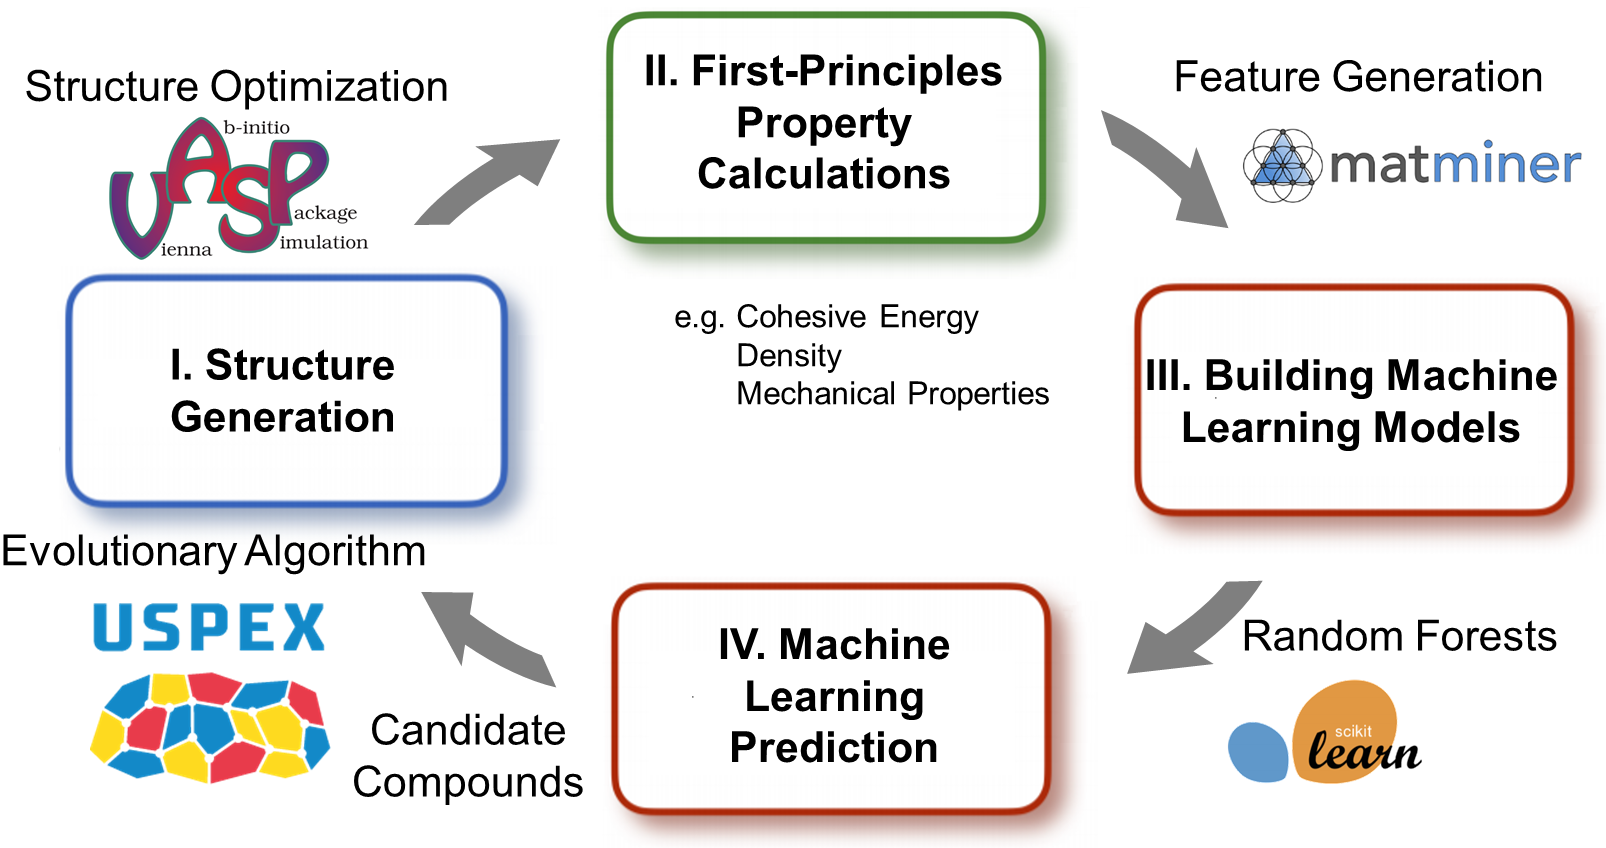 Structure Optimization
VASP
b-initio
ackage
imulation
ienna
II. First-Principles
Property
Calculations
Feature Generation
matminer
e.g. Cohesive Energy
Density
Mechanical Properties
I. Structure
Generation
III. Building Machine
Learning Models
Evolutionary Algorithm
USPEX
Candidate
Compounds
IV. Machine
Learning
Prediction
Random Forests
scikit
learn